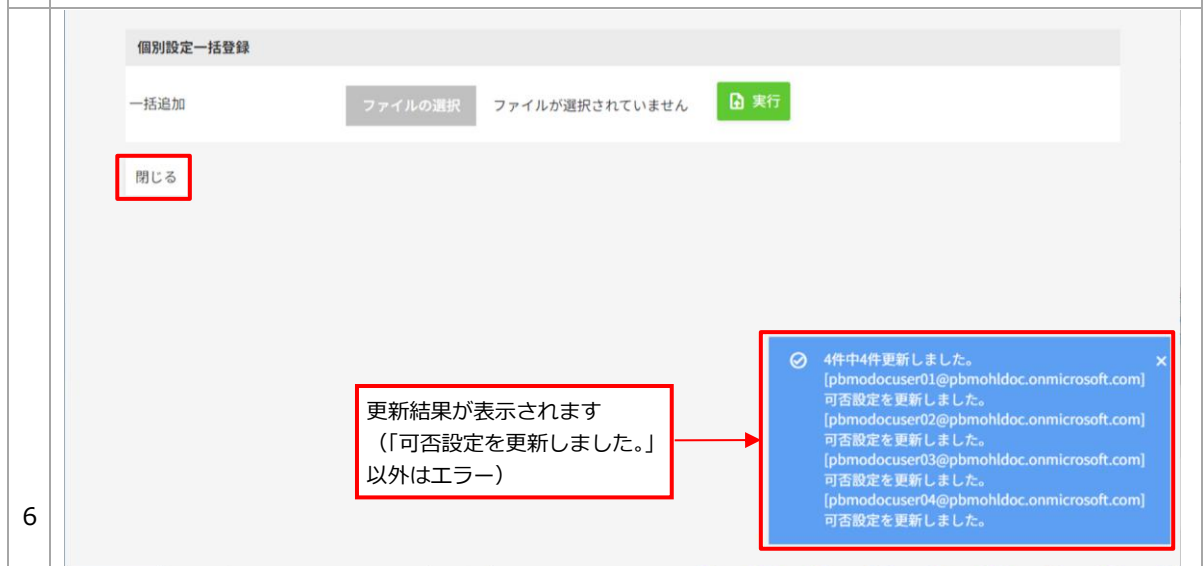 個別設定一括登録
一括追加
ファイルの選択
ファイルが選択されていません
実行
閉じる
4件中4件更新しました。
[pbmodocuser01@pbmohldoc.onmicrosoft.com]
可否設定を更新しました。
[pbmodocuser02@pbmohldoc.onmicrosoft.com]
可否設定を更新しました。
[pbmodocuser03@pbmohldoc.onmicrosoft.com]
可否設定を更新しました。
[pbmodocuser04@pbmohldoc.onmicrosoft.com]
可否設定を更新しました。
更新結果が表示されます
（「可否設定を更新しました。」
以外はエラー）
6